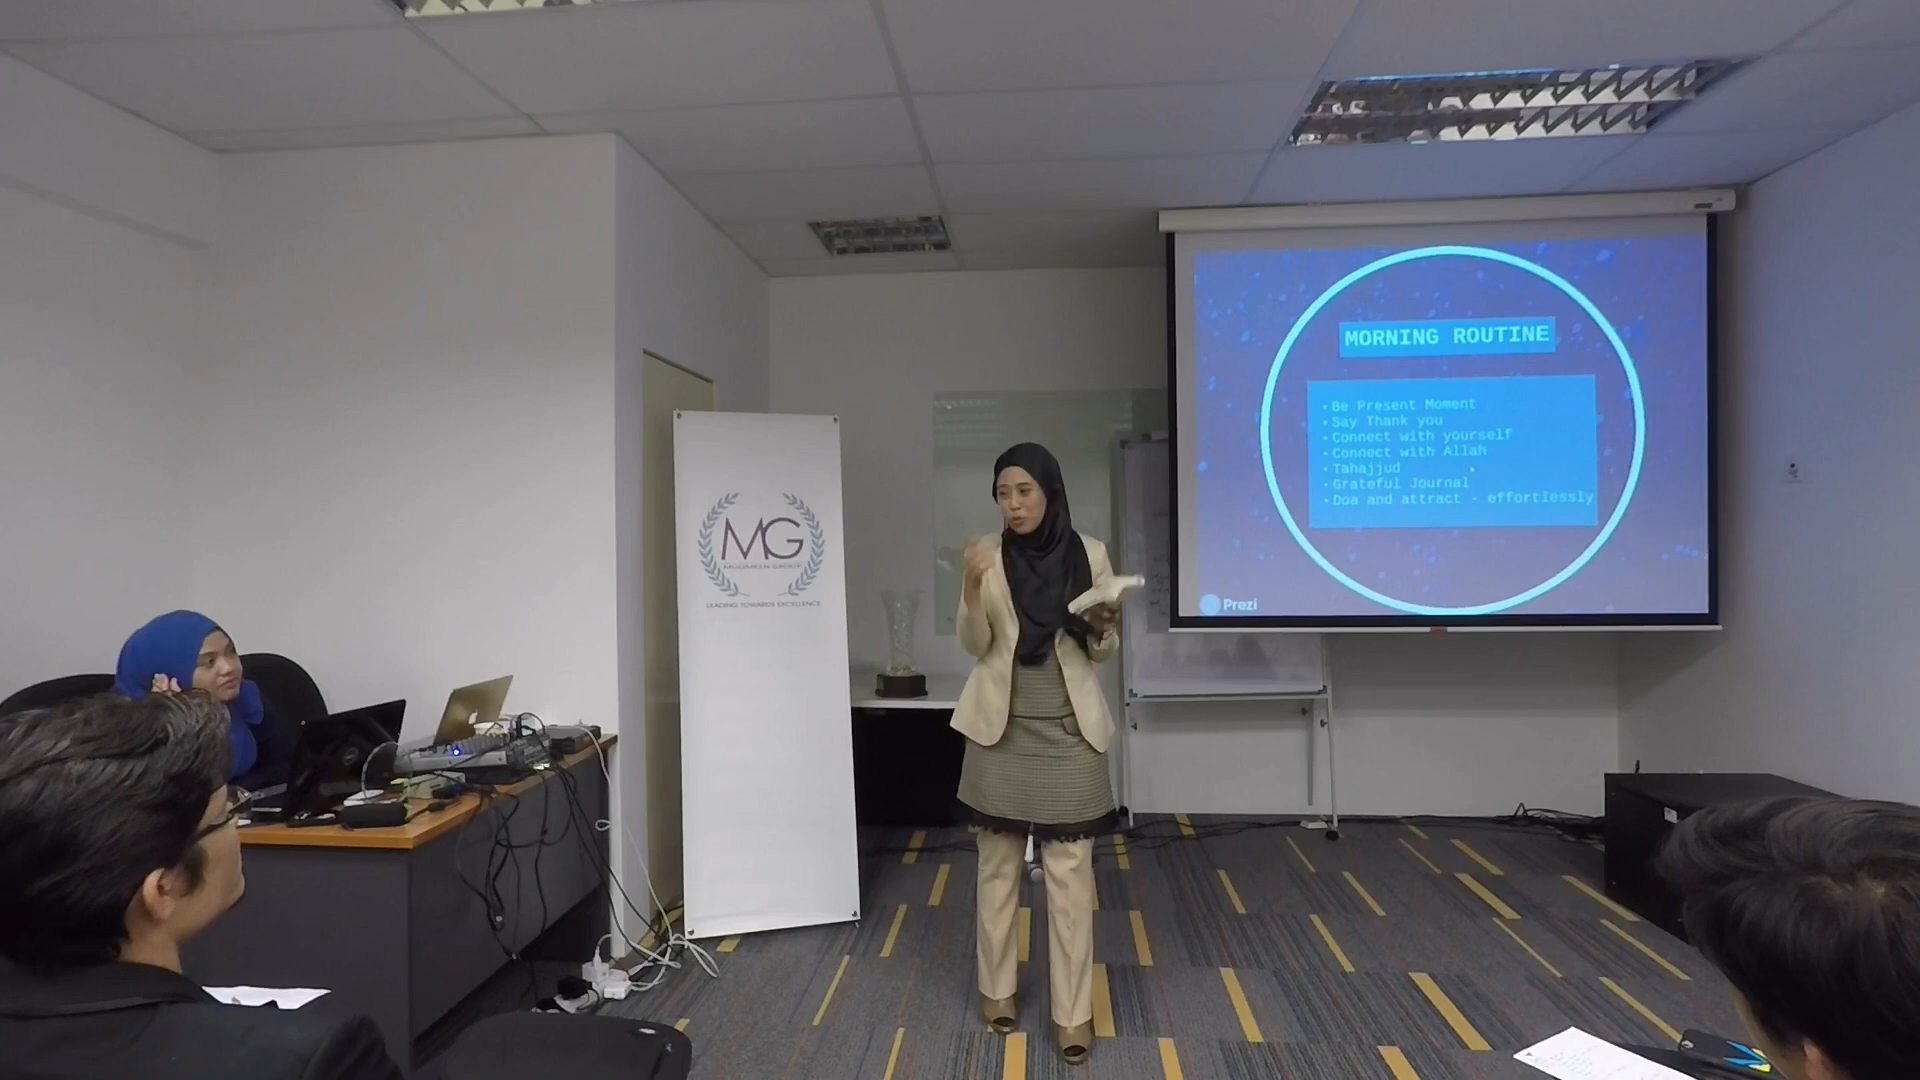 MORNING ROUTINE
• Be Present Moment
• Say Thank you
• Connect with yourself
• Connect with Allah
• Tahajjud
• Grateful Journal
• Doa and attract - effortlessly
Prezi
MG
LEADING TOWARDS EXCELLENCE